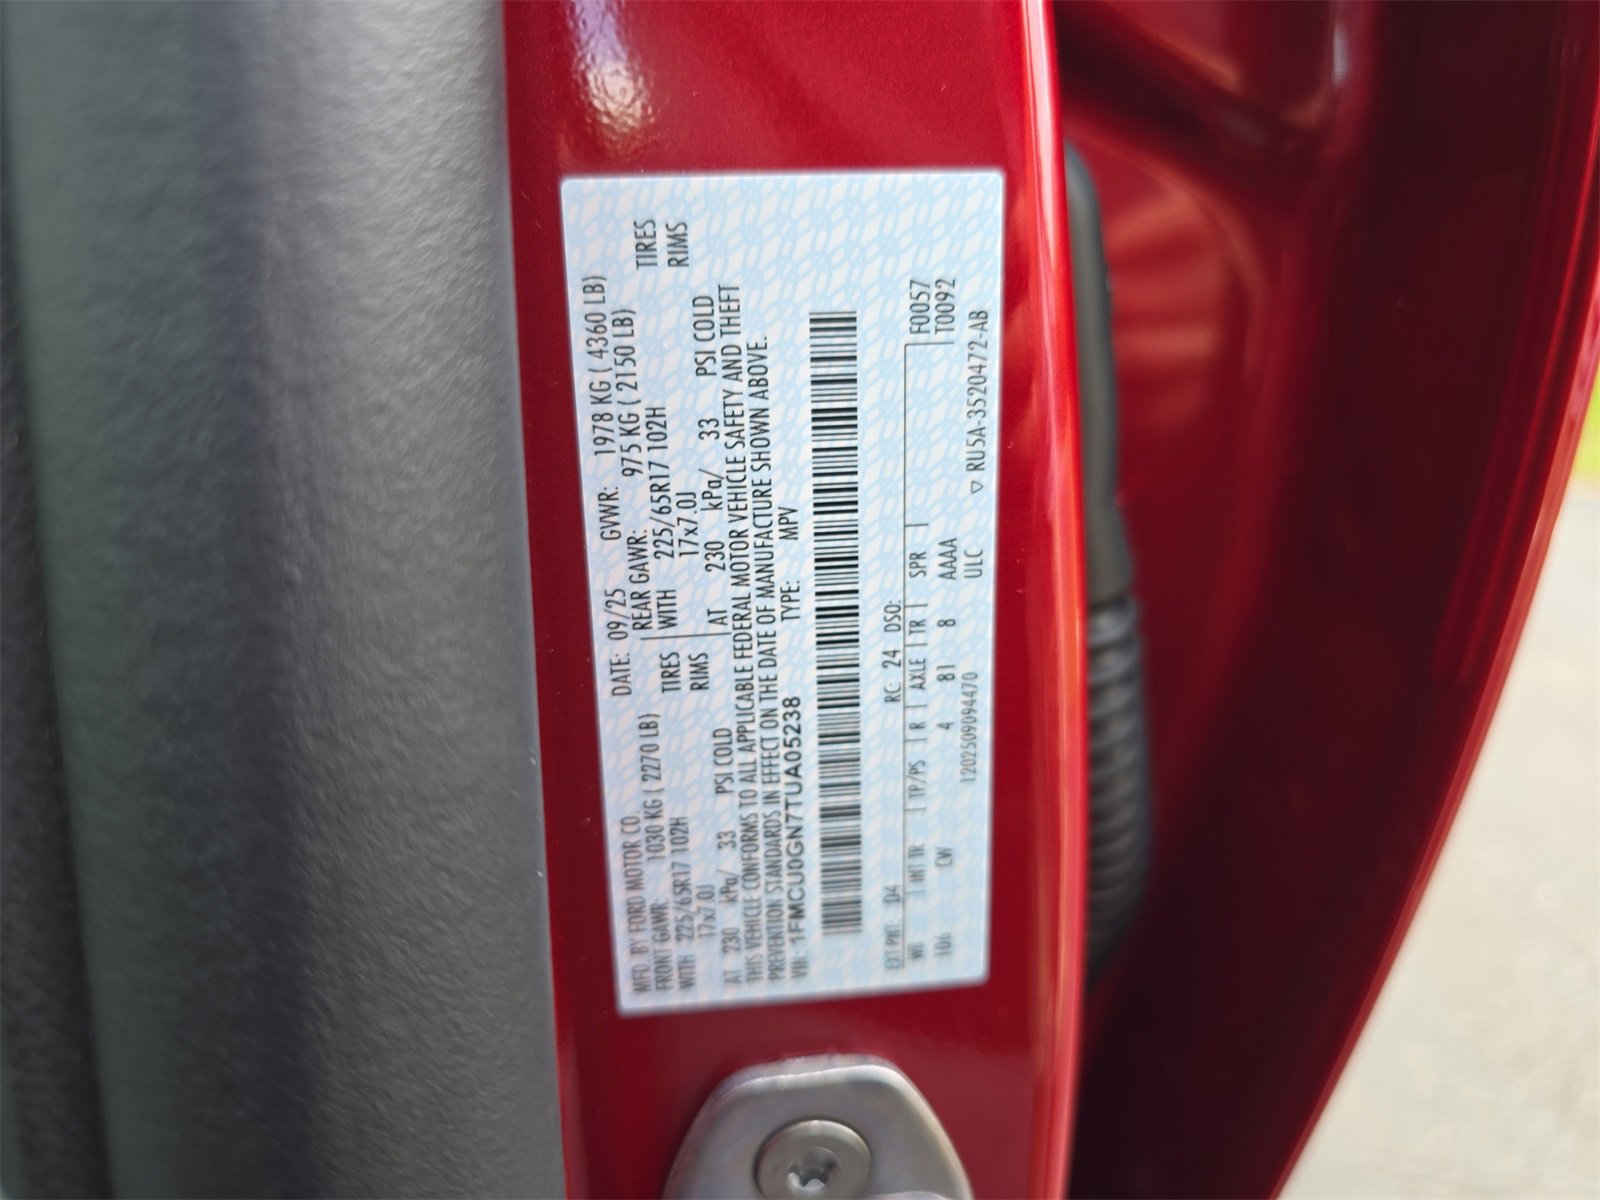 MFD. BY FORD MOTOR CO. DATE: 09/25 GVWR: 1978 KG ( 4360 LB)
FRONT GAWR: 1030 KG ( 2270 LB) REAR GAWR: 975 KG ( 2150 LB)
WITH 225/65R17 102H TIRES WITH 225/65R17 102H TIRES
17x7.0J RIMS 17x7.0J RIMS
AT 230 kPa/ 33 PSI COLD AT 230 kPa/ 33 PSI COLD
THIS VEHICLE CONFORMS TO ALL APPLICABLE FEDERAL MOTOR VEHICLE SAFETY AND THEFT
PREVENTION STANDARDS IN EFFECT ON THE DATE OF MANUFACTURE SHOWN ABOVE.
VIN: 1FMCU0GN7TUA05238 TYPE: MPV
EXT PNT: D4 RC: 24 DSO:
WB | INT TR | TP/PS | R | AXLE | TR | SPR | F0057
106 CW 4 81 8 AAAA T0092
1202509094470 ULC ▽ RU5A-3520472-AB